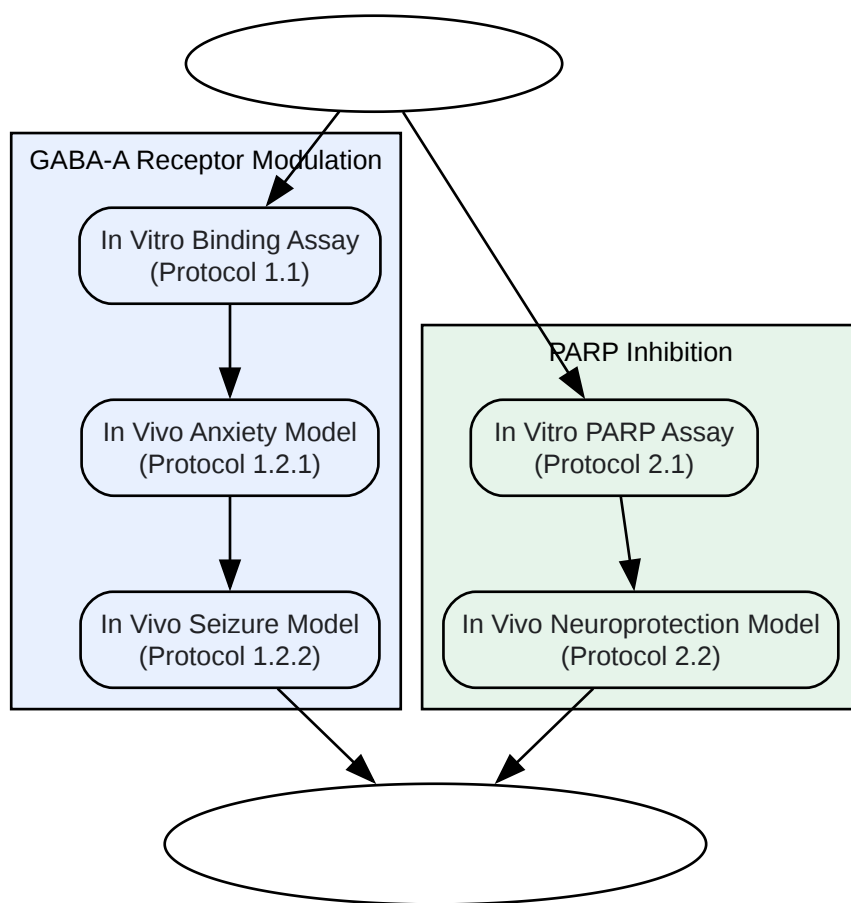 GABA-A Receptor Modulation
In Vitro Binding Assay
(Protocol 1.1)
In Vivo Anxiety Model
(Protocol 1.2.1)
In Vivo Seizure Model
(Protocol 1.2.2)
PARP Inhibition
In Vitro PARP Assay
(Protocol 2.1)
In Vivo Neuroprotection Model
(Protocol 2.2)